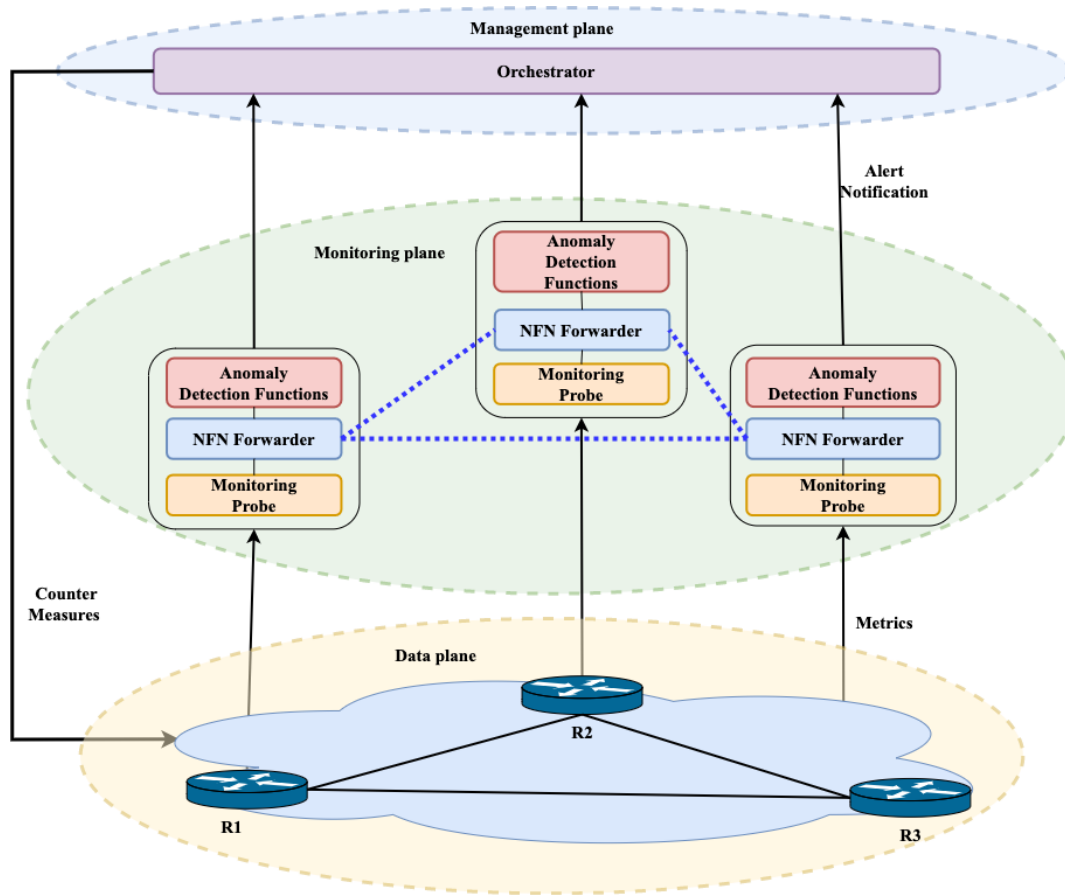 Management plane
Orchestrator
Alert
Notification
Monitoring plane
Anomaly
Detection
Functions
NFN Forwarder
Monitoring
Probe
Anomaly
Detection Functions
NFN Forwarder
Monitoring
Probe
Anomaly
Detection Functions
NFN Forwarder
Monitoring
Probe
Counter
Measures
Metrics
Data plane
R2
R1
R3